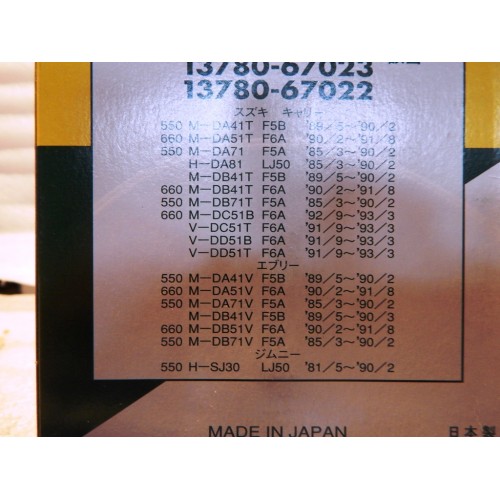 13780-67023
13780-67022
スズキ キャリー
550 M-DA41T F5B '89/5~'90/2
660 M-DA51T F6A '90/2~'91/8
550 M-DA71 F5A '85/3~'90/2
H-DA81 LJ50 '85/3~'90/2
M-DB41T F5B '89/5~'90/2
660 M-DB41T F6A '90/2~'91/8
550 M-DB71T F5A '85/3~'90/2
660 M-DC51B F6A '92/9~'93/3
V-DC51T F6A '91/9~'93/3
V-DD51B F6A '91/9~'93/3
V-DD51T F6A '91/9~'93/3
エブリー
550 M-DA41V F5B '89/5~'90/2
660 M-DA51V F6A '90/2~'91/8
550 M-DA71V F5A '85/3~'90/2
M-DB41V F5B '89/5~'90/2
660 M-DB51V F6A '90/2~'91/8
550 M-DB71V F5A '85/3~'90/2
ジムニー
550 H-SJ30 LJ50 '81/5~'90/2
MADE IN JAPAN 日本製